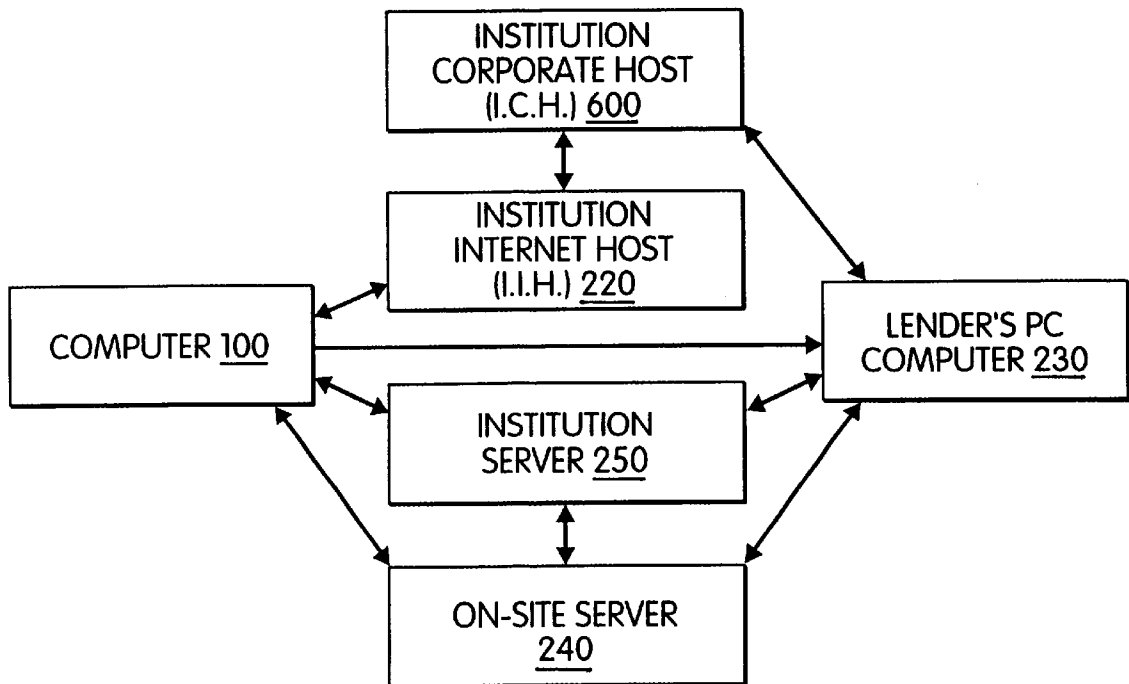 INSTITUTION
CORPORATE HOST
(I.C.H.) 600
INSTITUTION
INTERNET HOST
(I.I.H.) 220
COMPUTER 100
LENDER'S PC
COMPUTER 230
INSTITUTION
SERVER 250
ON-SITE SERVER
240